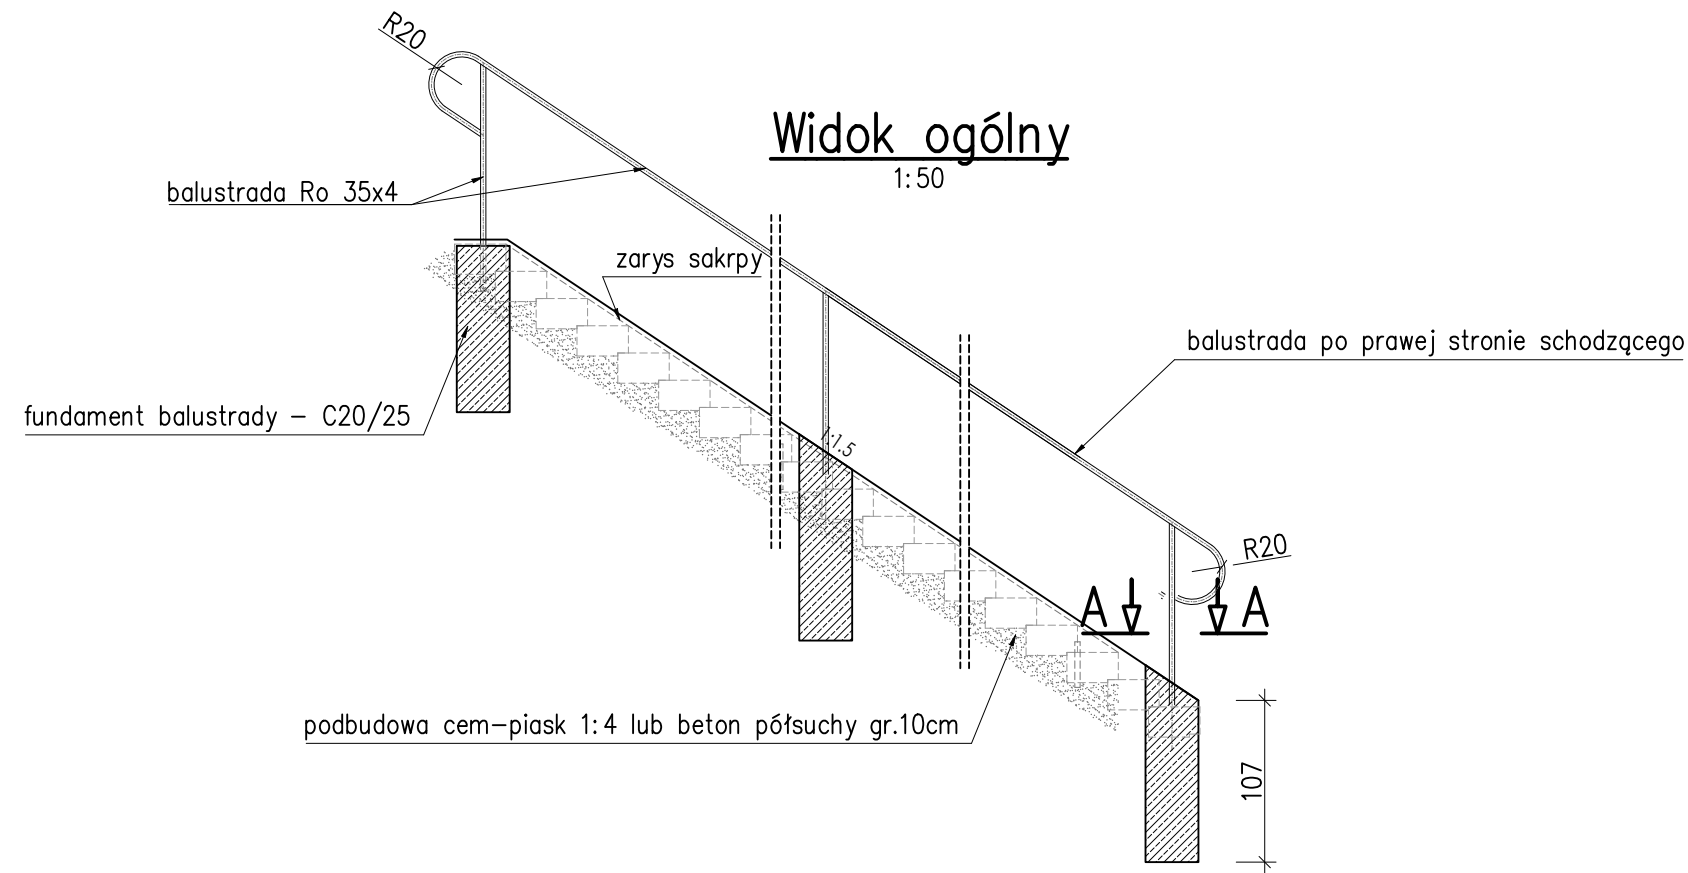 R20
Widok ogólny
1:50
balustrada Ro 35x4
zarys sakrpy
balustrada po prawej stronie schodzącego
fundament balustrady – C20/25
1:1.5
R20
A A
podbudowa cem–piask 1:4 lub beton półsuchy gr.10cm
107